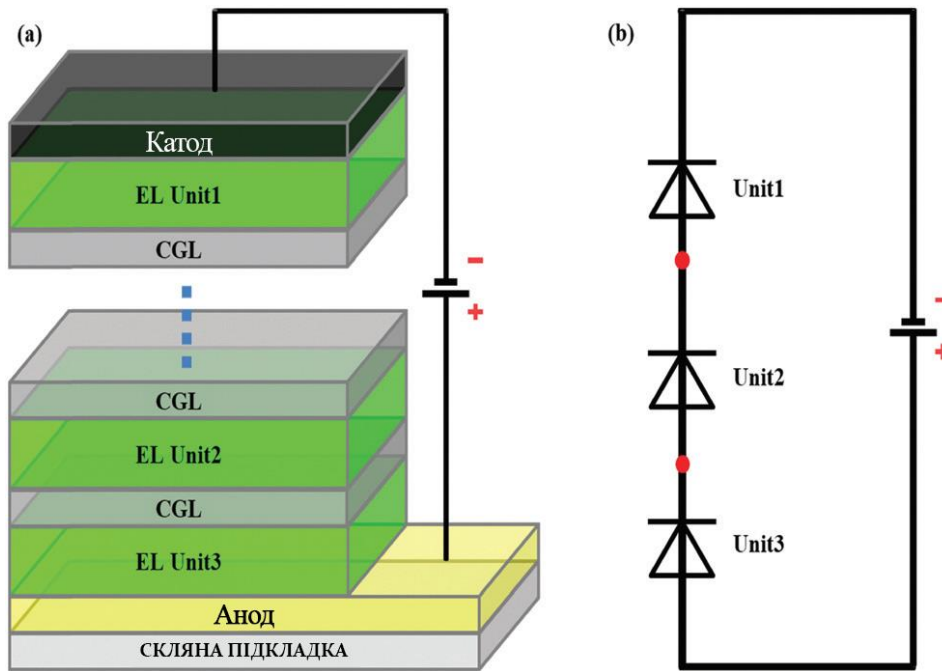 (a)
Катод
EL Unit1
CGL
-
+
CGL
EL Unit2
CGL
EL Unit3
Анод
СКЛЯНА ПІДКЛАДКА
(b)
Unit1
Unit2
Unit3
-
+